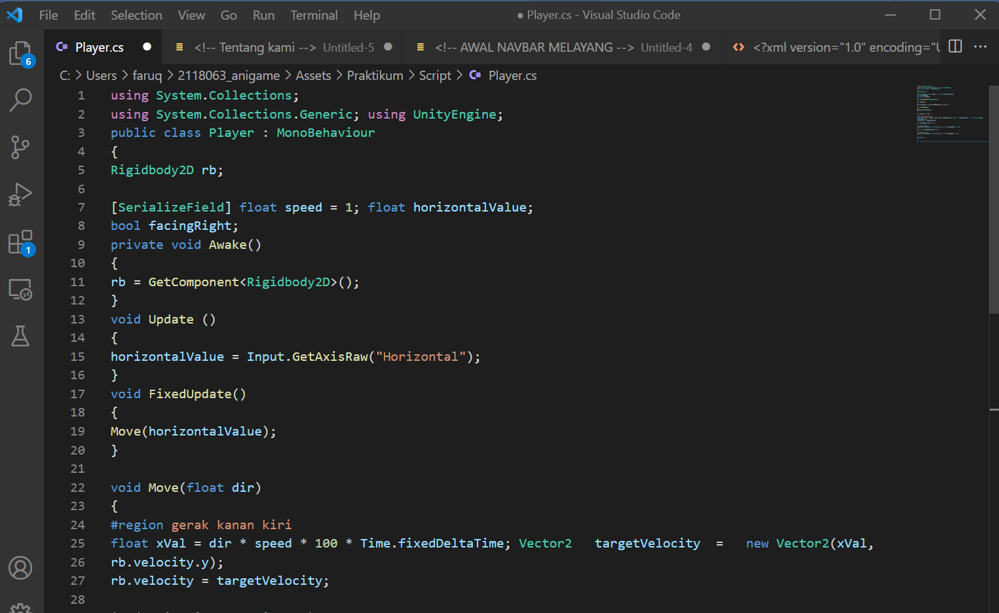 File Edit Selection View Go Run Terminal Help ● Player.cs - Visual Studio Code
C# Player.cs ● <!-- Tentang kami --> Untitled-5 ● <!-- AWAL NAVBAR MELAYANG --> Untitled-4 ● <?xml version="1.0" encoding="U
C: > Users > faruq > 2118063_anigame > Assets > Praktikum > Script > C# Player.cs
6
1
1 using System.Collections;
2 using System.Collections.Generic; using UnityEngine;
3 public class Player : MonoBehaviour
4 {
5 Rigidbody2D rb;
6
7 [SerializeField] float speed = 1; float horizontalValue;
8 bool facingRight;
9 private void Awake()
10 {
11 rb = GetComponent<Rigidbody2D>();
12 }
13 void Update ()
14 {
15 horizontalValue = Input.GetAxisRaw("Horizontal");
16 }
17 void FixedUpdate()
18 {
19 Move(horizontalValue);
20 }
21
22 void Move(float dir)
23 {
24 #region gerak kanan kiri
25 float xVal = dir * speed * 100 * Time.fixedDeltaTime; Vector2 targetVelocity = new Vector2(xVal,
26 rb.velocity.y);
27 rb.velocity = targetVelocity;
28